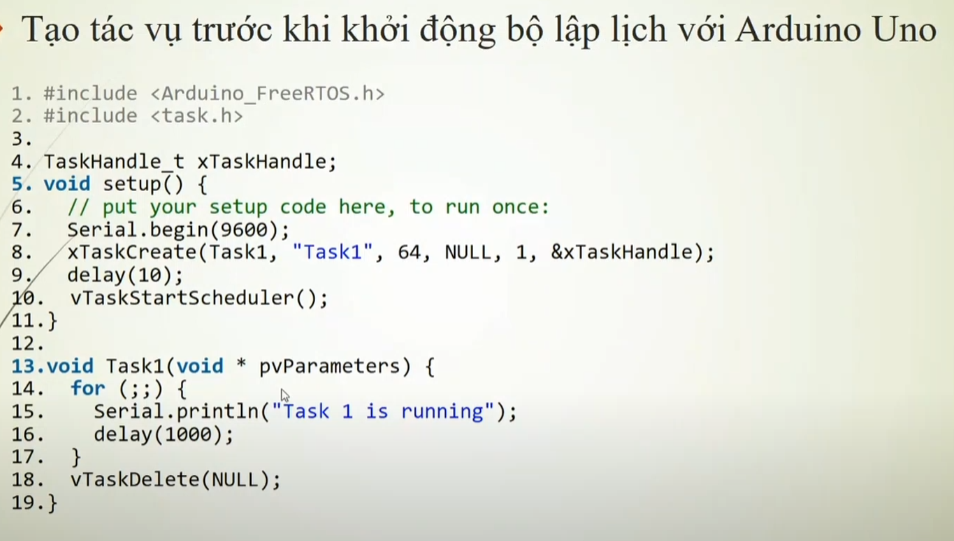 Tạo tác vụ trước khi khởi động bộ lập lịch với Arduino Uno
1. #include <Arduino_FreeRTOS.h>
2. #include <task.h>
3.
4. TaskHandle_t xTaskHandle;
5. void setup() {
6.   // put your setup code here, to run once:
7.   Serial.begin(9600);
8.   xTaskCreate(Task1, "Task1", 64, NULL, 1, &xTaskHandle);
9.   delay(10);
10.  vTaskStartScheduler();
11.}
12.
13.void Task1(void * pvParameters) {
14.  for (;;) {
15.    Serial.println("Task 1 is running");
16.    delay(1000);
17.  }
18.  vTaskDelete(NULL);
19.}